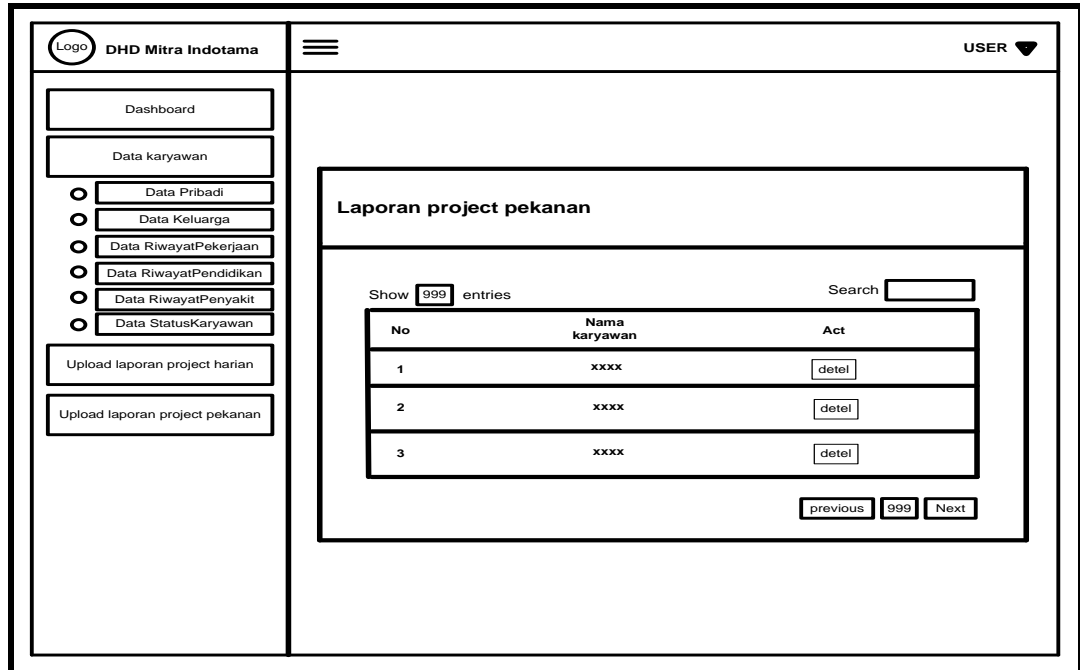 Logo DHD Mitra Indotama
USER
Dashboard
Data karyawan
Data Pribadi
Data Keluarga
Data RiwayatPekerjaan
Data RiwayatPendidikan
Data RiwayatPenyakit
Data StatusKaryawan
Upload laporan project harian
Upload laporan project pekanan
Laporan project pekanan
Show 999 entries
Search
No Nama karyawan Act
1 xxxx detel
2 xxxx detel
3 xxxx detel
previous 999 Next